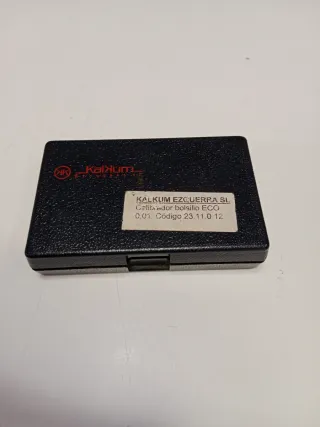 Kalkum
KALKUM EZCUERRA SL
Calibrador bolsillo ECO
0,01. Código 23.11.0.12